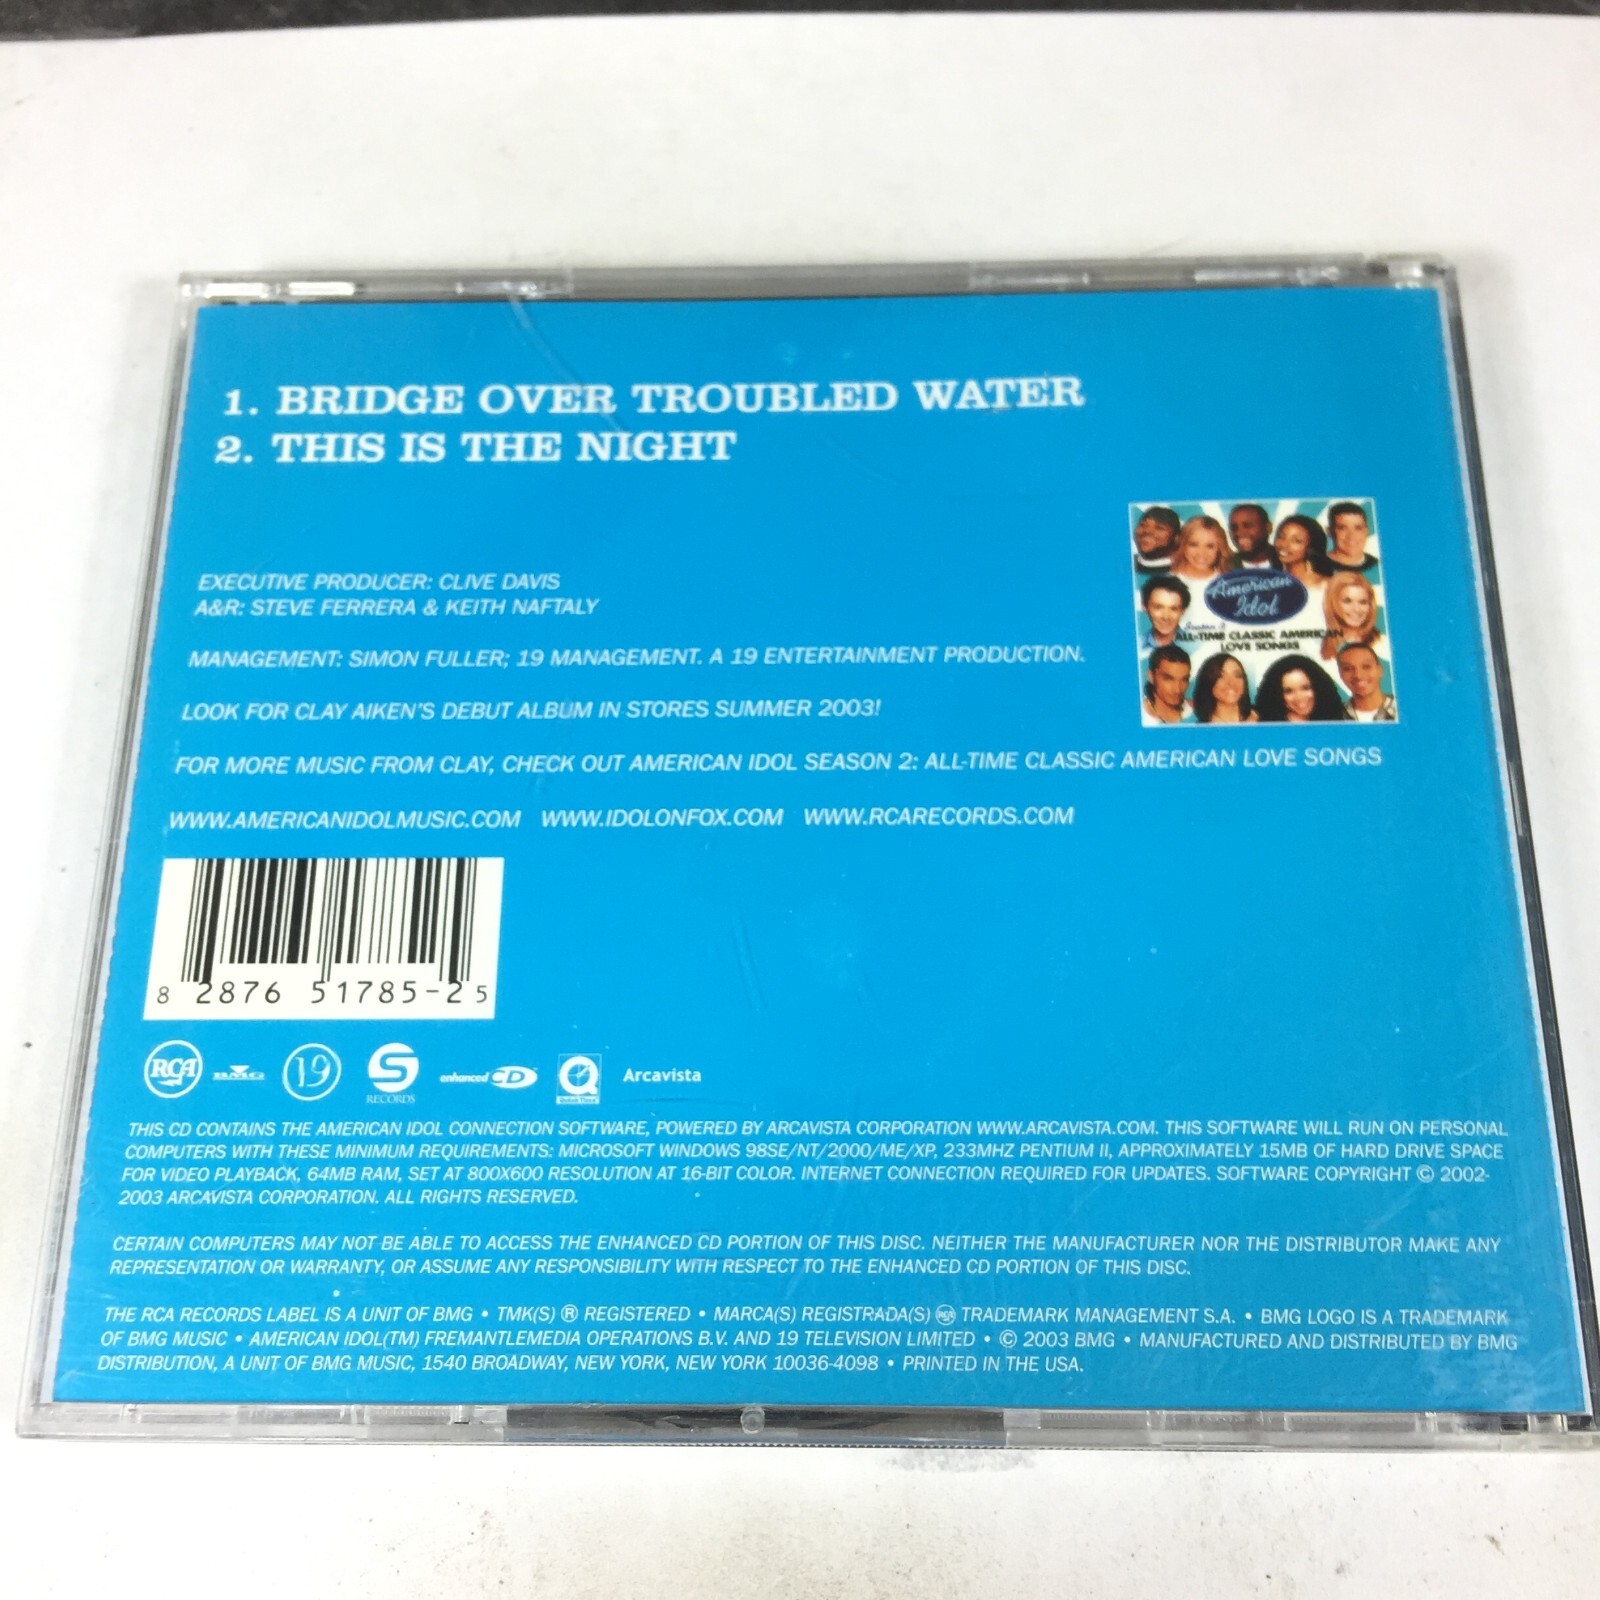 1. BRIDGE OVER TROUBLED WATER
2. THIS IS THE NIGHT
American
Idol
Season 2
ALL-TIME CLASSIC AMERICAN
LOVE SONGS
EXECUTIVE PRODUCER: CLIVE DAVIS
A&R: STEVE FERRERA & KEITH NAFTALY
MANAGEMENT: SIMON FULLER; 19 MANAGEMENT. A 19 ENTERTAINMENT PRODUCTION.
LOOK FOR CLAY AIKEN'S DEBUT ALBUM IN STORES SUMMER 2003!
FOR MORE MUSIC FROM CLAY, CHECK OUT AMERICAN IDOL SEASON 2: ALL-TIME CLASSIC AMERICAN LOVE SONGS
WWW.AMERICANIDOLMUSIC.COM WWW.IDOLONFOX.COM WWW.RCARECORDS.COM
8 28765 1785-2 5
RCA BMG 19 S RECORDS enhanced CD Q QuickTime Arcavista
THIS CD CONTAINS THE AMERICAN IDOL CONNECTION SOFTWARE, POWERED BY ARCAVISTA CORPORATION WWW.ARCAVISTA.COM. THIS SOFTWARE WILL RUN ON PERSONAL
COMPUTERS WITH THESE MINIMUM REQUIREMENTS: MICROSOFT WINDOWS 98SE/NT/2000/ME/XP, 233MHZ PENTIUM II, APPROXIMATELY 15MB OF HARD DRIVE SPACE
FOR VIDEO PLAYBACK, 64MB RAM, SET AT 800X600 RESOLUTION AT 16-BIT COLOR. INTERNET CONNECTION REQUIRED FOR UPDATES. SOFTWARE COPYRIGHT © 2002-
2003 ARCAVISTA CORPORATION. ALL RIGHTS RESERVED.
CERTAIN COMPUTERS MAY NOT BE ABLE TO ACCESS THE ENHANCED CD PORTION OF THIS DISC. NEITHER THE MANUFACTURER NOR THE DISTRIBUTOR MAKE ANY
REPRESENTATION OR WARRANTY, OR ASSUME ANY RESPONSIBILITY WITH RESPECT TO THE ENHANCED CD PORTION OF THIS DISC.
THE RCA RECORDS LABEL IS A UNIT OF BMG • TMK(S) ® REGISTERED • MARCA(S) REGISTRADA(S) RCA TRADEMARK MANAGEMENT S.A. • BMG LOGO IS A TRADEMARK
OF BMG MUSIC • AMERICAN IDOL(TM) FREMANTLEMEDIA OPERATIONS B.V. AND 19 TELEVISION LIMITED • © 2003 BMG • MANUFACTURED AND DISTRIBUTED BY BMG
DISTRIBUTION, A UNIT OF BMG MUSIC, 1540 BROADWAY, NEW YORK, NEW YORK 10036-4098 • PRINTED IN THE USA.